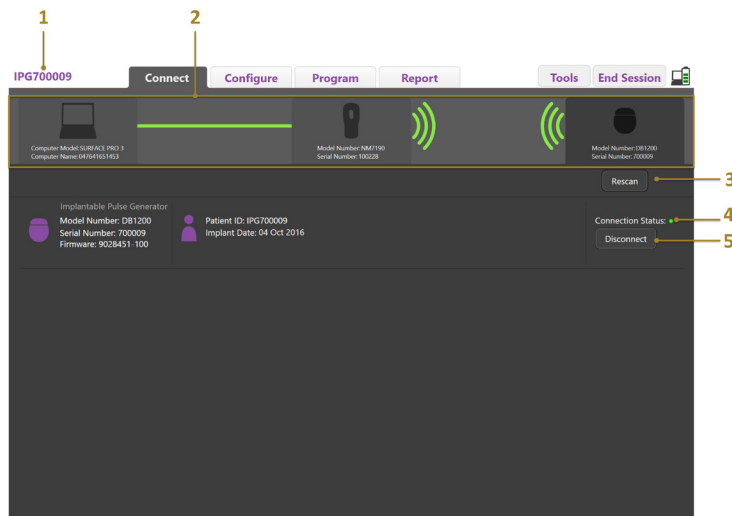 1
2
IPG700009
Connect
Configure
Program
Report
Tools
End Session
Computer Model: SURFACE PRO 3
Computer Name: 047641651453
Model Number: NM7190
Serial Number: 100228
Model Number: DB1200
Serial Number: 700009
Rescan
3
Implantable Pulse Generator
Model Number: DB1200
Serial Number: 700009
Firmware: 9028451-100
Patient ID: IPG700009
Implant Date: 04 Oct 2016
Connection Status:
4
Disconnect
5